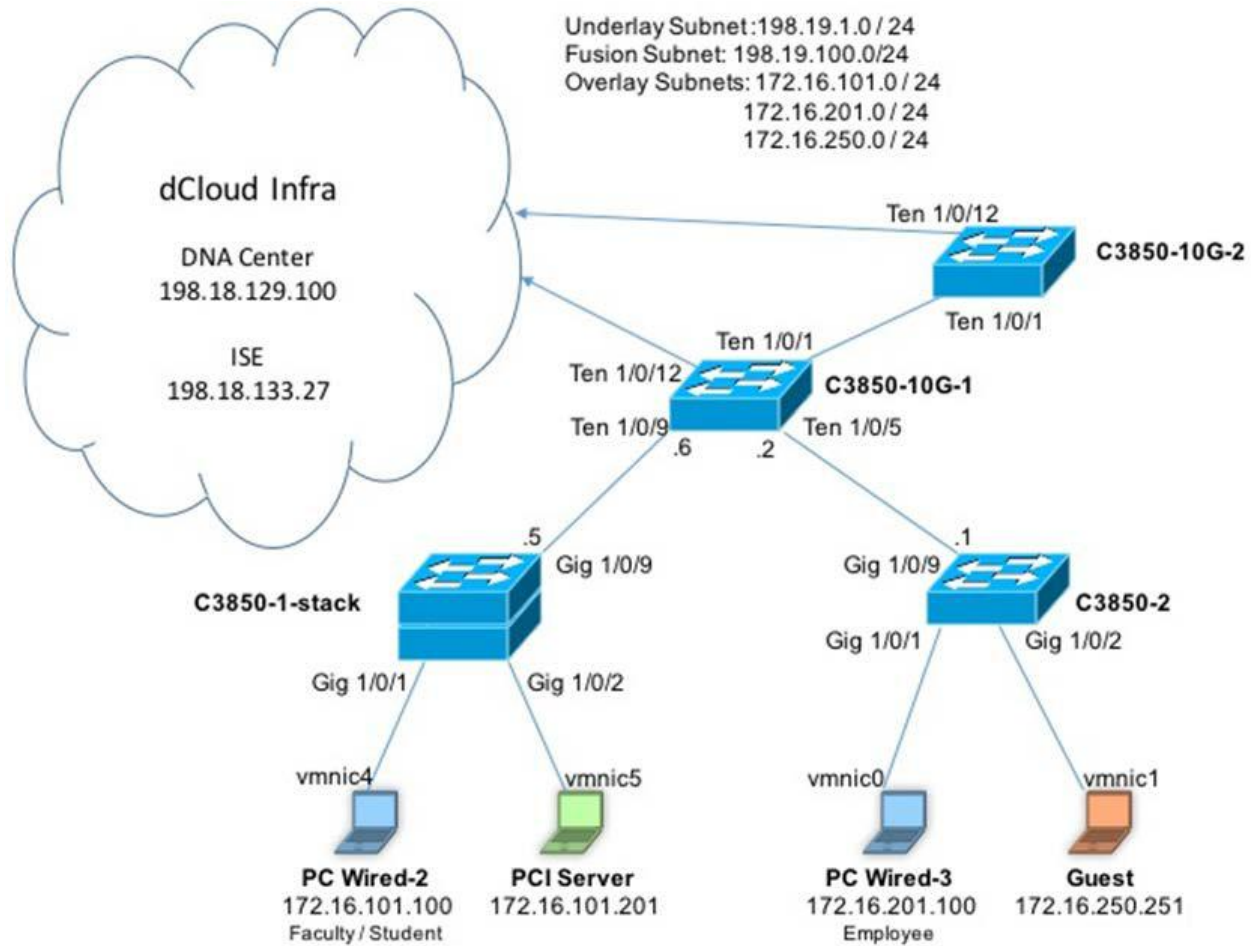 Underlay Subnet :198.19.1.0 / 24
Fusion Subnet: 198.19.100.0/24
Overlay Subnets: 172.16.101.0 / 24
172.16.201.0 / 24
172.16.250.0 / 24
dCloud Infra
DNA Center
198.18.129.100
ISE
198.18.133.27
Ten 1/0/12
C3850-10G-2
Ten 1/0/1
Ten 1/0/1
Ten 1/0/12
C3850-10G-1
Ten 1/0/9
Ten 1/0/5
.6
.2
.5
Gig 1/0/9
C3850-1-stack
Gig 1/0/1
Gig 1/0/2
.1
Gig 1/0/9
C3850-2
Gig 1/0/1
Gig 1/0/2
vmnic4
vmnic5
vmnic0
vmnic1
PC Wired-2
172.16.101.100
Faculty / Student
PCI Server
172.16.101.201
PC Wired-3
172.16.201.100
Employee
Guest
172.16.250.251